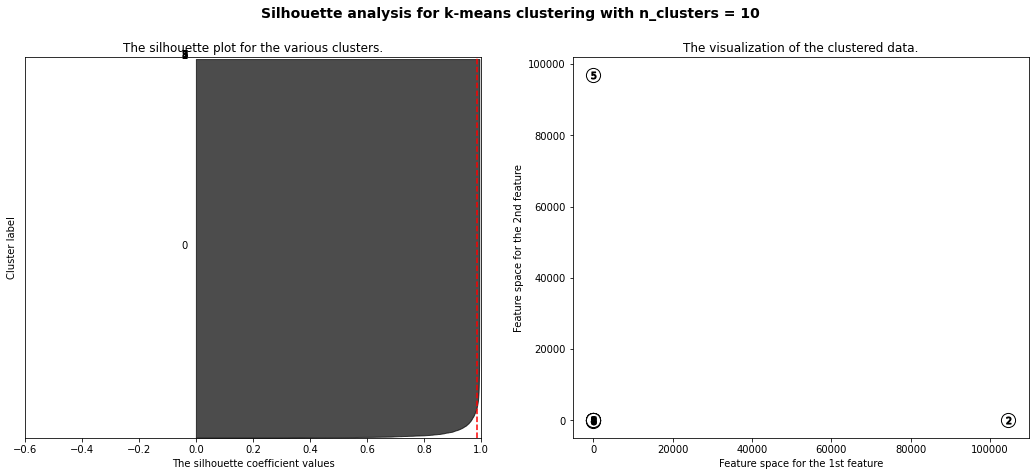 Silhouette analysis for k-means clustering with n_clusters = 10
The silhouette plot for the various clusters.
Cluster label
0
−0.6 −0.4 −0.2 0.0 0.2 0.4 0.6 0.8 1.0
The silhouette coefficient values
The visualization of the clustered data.
Feature space for the 2nd feature
100000
80000
60000
40000
20000
0
5
2
0 20000 40000 60000 80000 100000
Feature space for the 1st feature